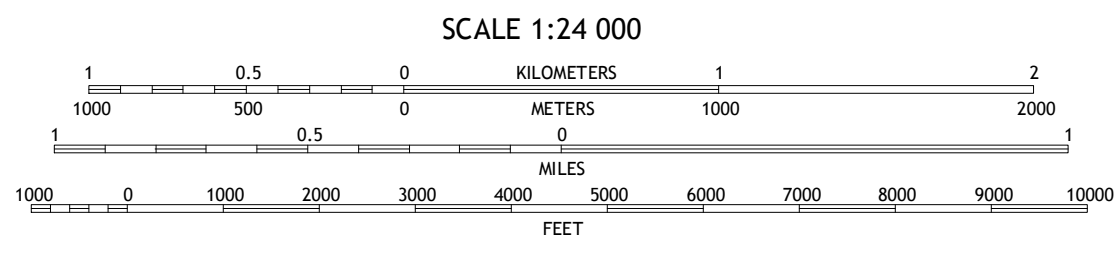 SCALE 1:24 000
1 0.5 0 KILOMETERS 1 2
1000 500 0 METERS 1000 2000
1 0.5 0 1
MILES
1000 0 1000 2000 3000 4000 5000 6000 7000 8000 9000 10000
FEET